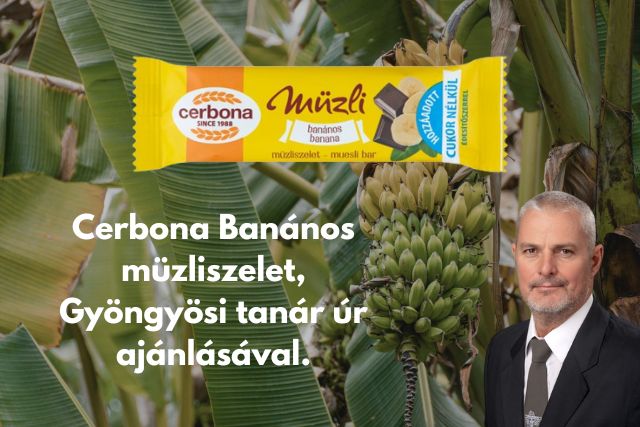 cerbona
SINCE 1988
Müzli
banános
banana
müzliszelet - muesli bar
HOZZÁADOTT
CUKOR NÉLKÜL
ÉDESÍTŐSZERREL
Cerbona Banános
müzliszelet,
Gyöngyösi tanár úr
ajánlásával.